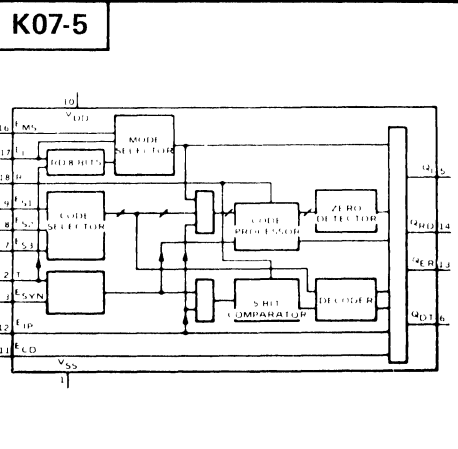 K07-5
10
VDD
16 EMS
17 EL
18 R
9 ES1
8 ES2
7 ES3
2 T
3 ESYN
12 EIP
11 ECD
VSS
1
MODE
SELECTOR
RD 8 BITS
CODE
SELECTOR
CODE
PROCESSOR
ZERO
DETECTOR
5 BIT
COMPARATOR
DECODER
5
QRD 14
QER 13
QDT 6